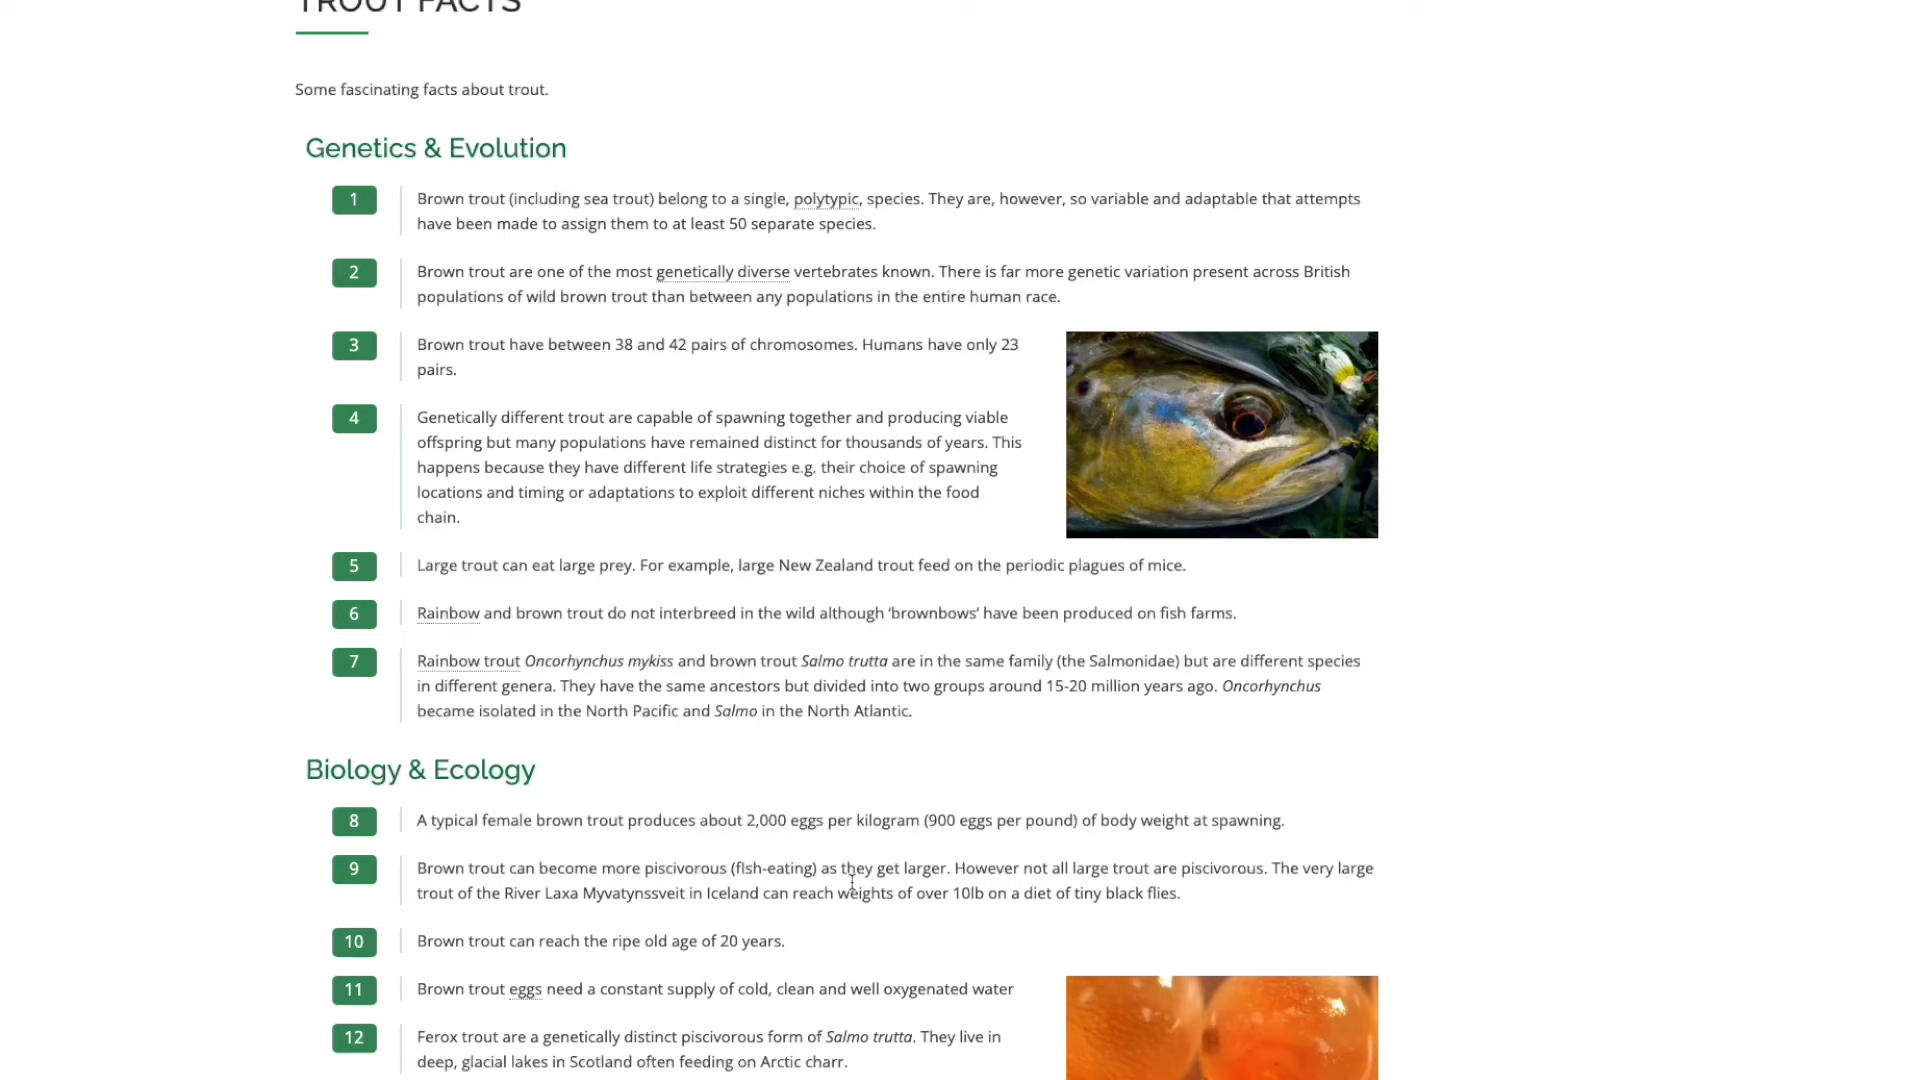 TROUT FACTS
Some fascinating facts about trout.
Genetics & Evolution
1
Brown trout (including sea trout) belong to a single, polytypic, species. They are, however, so variable and adaptable that attempts
have been made to assign them to at least 50 separate species.
2
Brown trout are one of the most genetically diverse vertebrates known. There is far more genetic variation present across British
populations of wild brown trout than between any populations in the entire human race.
3
Brown trout have between 38 and 42 pairs of chromosomes. Humans have only 23
pairs.
4
Genetically different trout are capable of spawning together and producing viable
offspring but many populations have remained distinct for thousands of years. This
happens because they have different life strategies e.g. their choice of spawning
locations and timing or adaptations to exploit different niches within the food
chain.
5
Large trout can eat large prey. For example, large New Zealand trout feed on the periodic plagues of mice.
6
Rainbow and brown trout do not interbreed in the wild although ‘brownbows’ have been produced on fish farms.
7
Rainbow trout Oncorhynchus mykiss and brown trout Salmo trutta are in the same family (the Salmonidae) but are different species
in different genera. They have the same ancestors but divided into two groups around 15-20 million years ago. Oncorhynchus
became isolated in the North Pacific and Salmo in the North Atlantic.
Biology & Ecology
8
A typical female brown trout produces about 2,000 eggs per kilogram (900 eggs per pound) of body weight at spawning.
9
Brown trout can become more piscivorous (fIsh-eating) as they get larger. However not all large trout are piscivorous. The very large
trout of the River Laxa Myvatynssveit in Iceland can reach weights of over 10lb on a diet of tiny black flies.
10
Brown trout can reach the ripe old age of 20 years.
11
Brown trout eggs need a constant supply of cold, clean and well oxygenated water
12
Ferox trout are a genetically distinct piscivorous form of Salmo trutta. They live in
deep, glacial lakes in Scotland often feeding on Arctic charr.